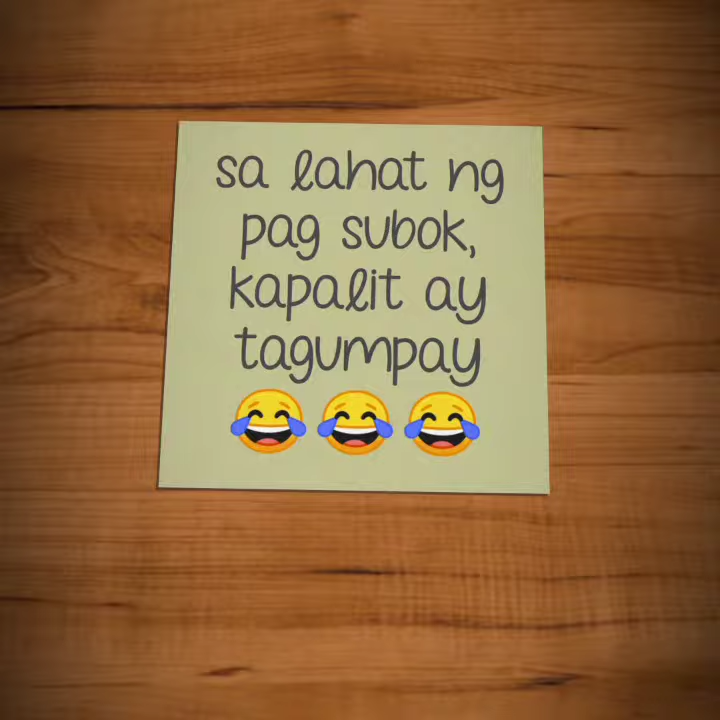 sa lahat ng
pag subok,
kapalit ay
tagumpay
😂😂😂